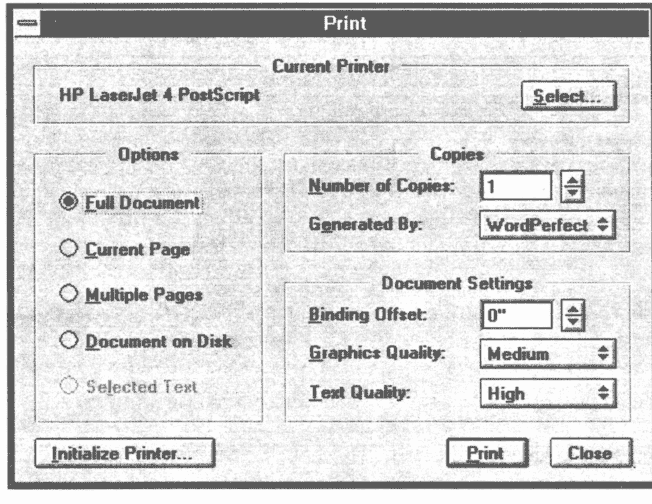 Print
Current Printer
HP LaserJet 4 PostScript
Select...
Options
Full Document
Current Page
Multiple Pages
Document on Disk
Selected Text
Copies
Number of Copies: 1
Generated By: WordPerfect
Document Settings
Binding Offset: 0"
Graphics Quality: Medium
Text Quality: High
Initialize Printer...
Print
Close